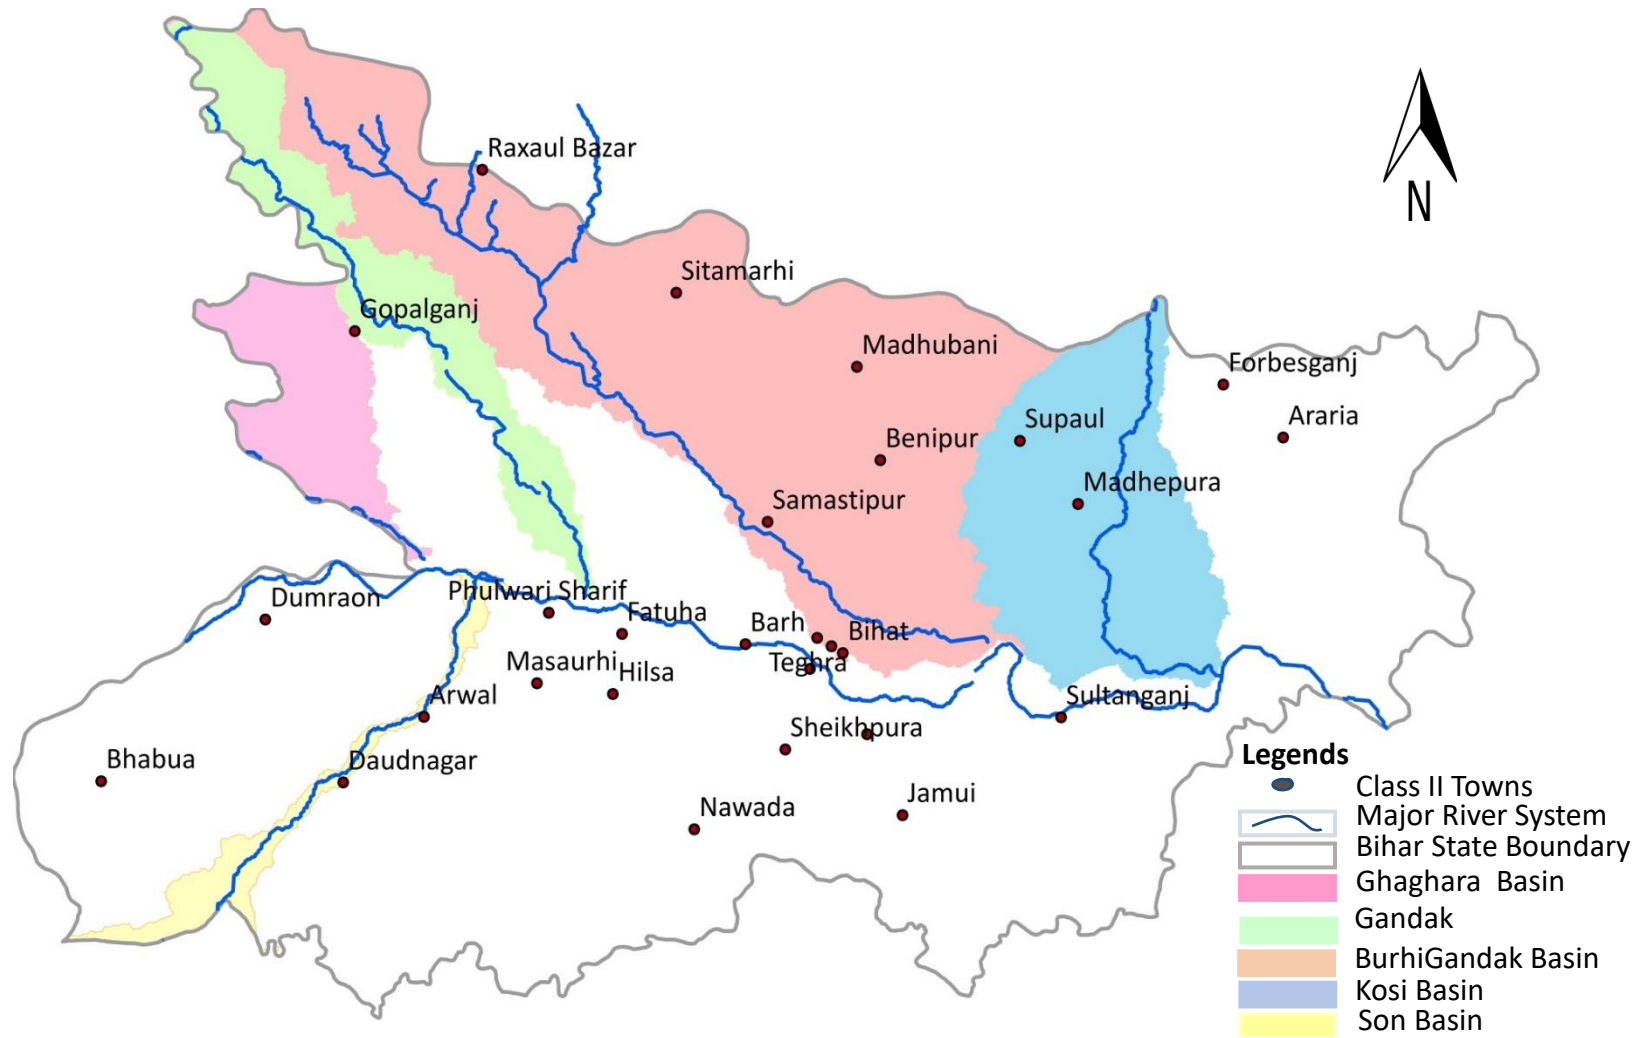 Raxaul Bazar
Sitamarhi
Gopalganj
Madhubani
Forbesganj
Araria
Supaul
Benipur
Madhepura
Samastipur
Dumraon
Phulwari Sharif
Fatuha
Barh
Bihat
Teghra
Masaurhi
Hilsa
Arwal
Sultanganj
Sheikhpura
Bhabua
Daudnagar
Nawada
Jamui
N
Legends
Class II Towns
Major River System
Bihar State Boundary
Ghaghara Basin
Gandak
BurhiGandak Basin
Kosi Basin
Son Basin